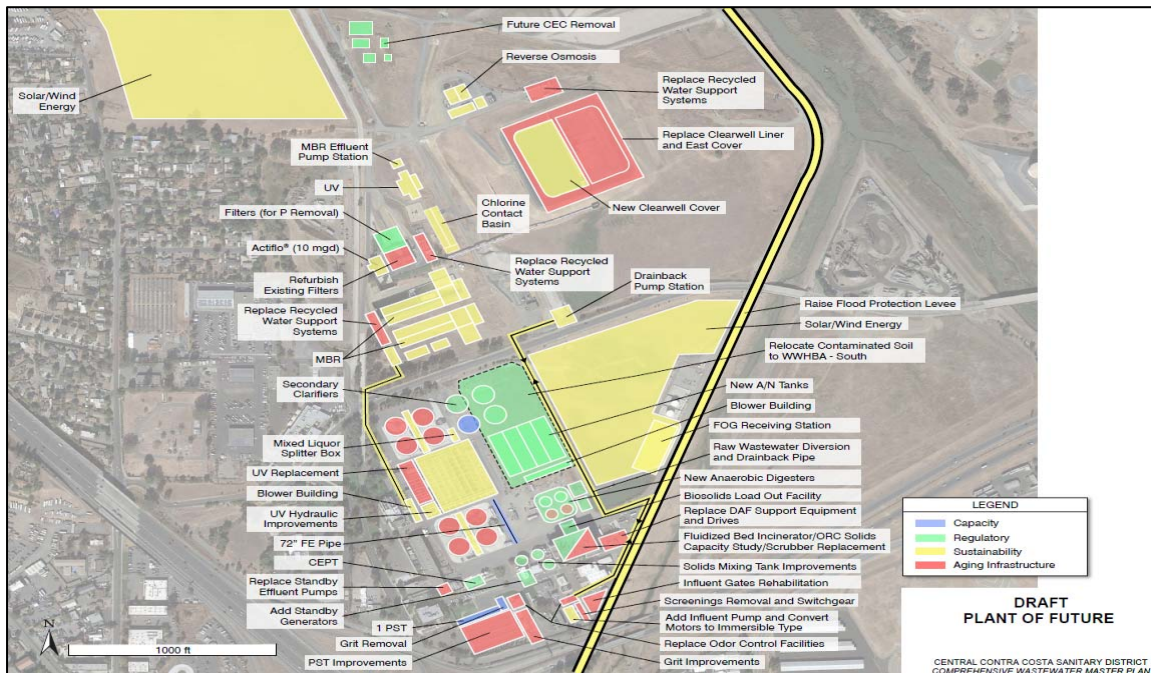 Future CEC Removal
Reverse Osmosis
Solar/Wind
Energy
Replace Recycled
Water Support
Systems
Replace Clearwell Liner
and East Cover
MBR Effluent
Pump Station
UV
Chlorine
Contact
Basin
New Clearwell Cover
Filters (for P Removal)
Actiflo® (10 mgd)
Refurbish
Existing Filters
Replace Recycled
Water Support
Systems
Drainback
Pump Station
Replace Recycled
Water Support
Systems
MBR
Raise Flood Protection Levee
Solar/Wind Energy
Relocate Contaminated Soil
to WWHBA - South
Secondary
Clarifiers
New A/N Tanks
Blower Building
FOG Receiving Station
Mixed Liquor
Splitter Box
Raw Wastewater Diversion
and Drainback Pipe
UV Replacement
New Anaerobic Digesters
Blower Building
Biosolids Load Out Facility
UV Hydraulic
Improvements
Replace DAF Support Equipment
and Drives
72" FE Pipe
Fluidized Bed Incinerator/ORC Solids
Capacity Study/Scrubber Replacement
CEPT
Solids Mixing Tank Improvements
Replace Standby
Effluent Pumps
Influent Gates Rehabilitation
Screenings Removal and Switchgear
Add Standby
Generators
Add Influent Pump and Convert
Motors to Immersible Type
1 PST
Grit Removal
Replace Odor Control Facilities
PST Improvements
Grit Improvements
N
1000 ft
LEGEND
Capacity
Regulatory
Sustainability
Aging Infrastructure
DRAFT
PLANT OF FUTURE
CENTRAL CONTRA COSTA SANITARY DISTRICT
COMPREHENSIVE WASTEWATER MASTER PLAN